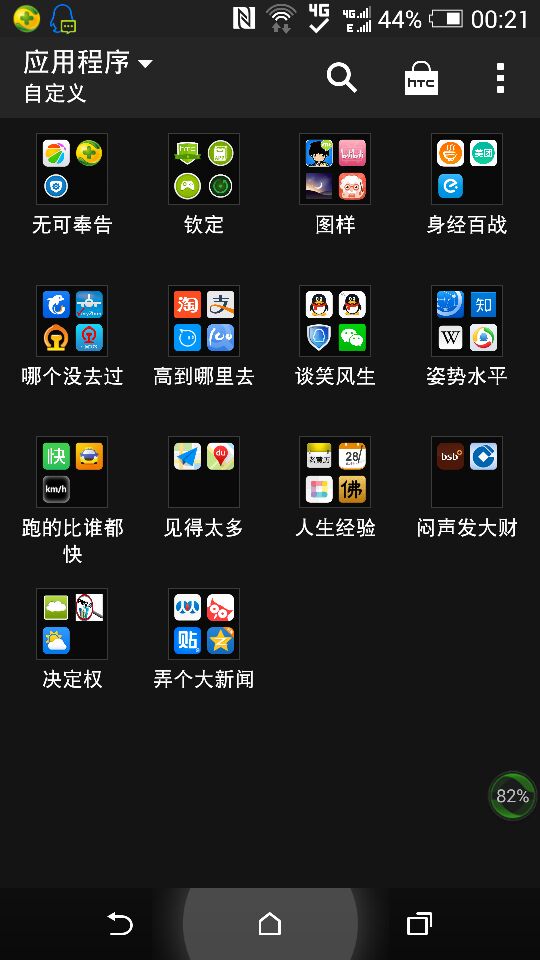 4G 4G E 44% 00:21
应用程序
自定义
htc
无可奉告
钦定
图样
身经百战
美团
哪个没去过
高到哪里去
谈笑风生
姿势水平
淘 支
知
W
跑的比谁都
快
见得太多
人生经验
闷声发大财
快
km/h
du
28
佛
bsb
决定权
弄个大新闻
贴
82%